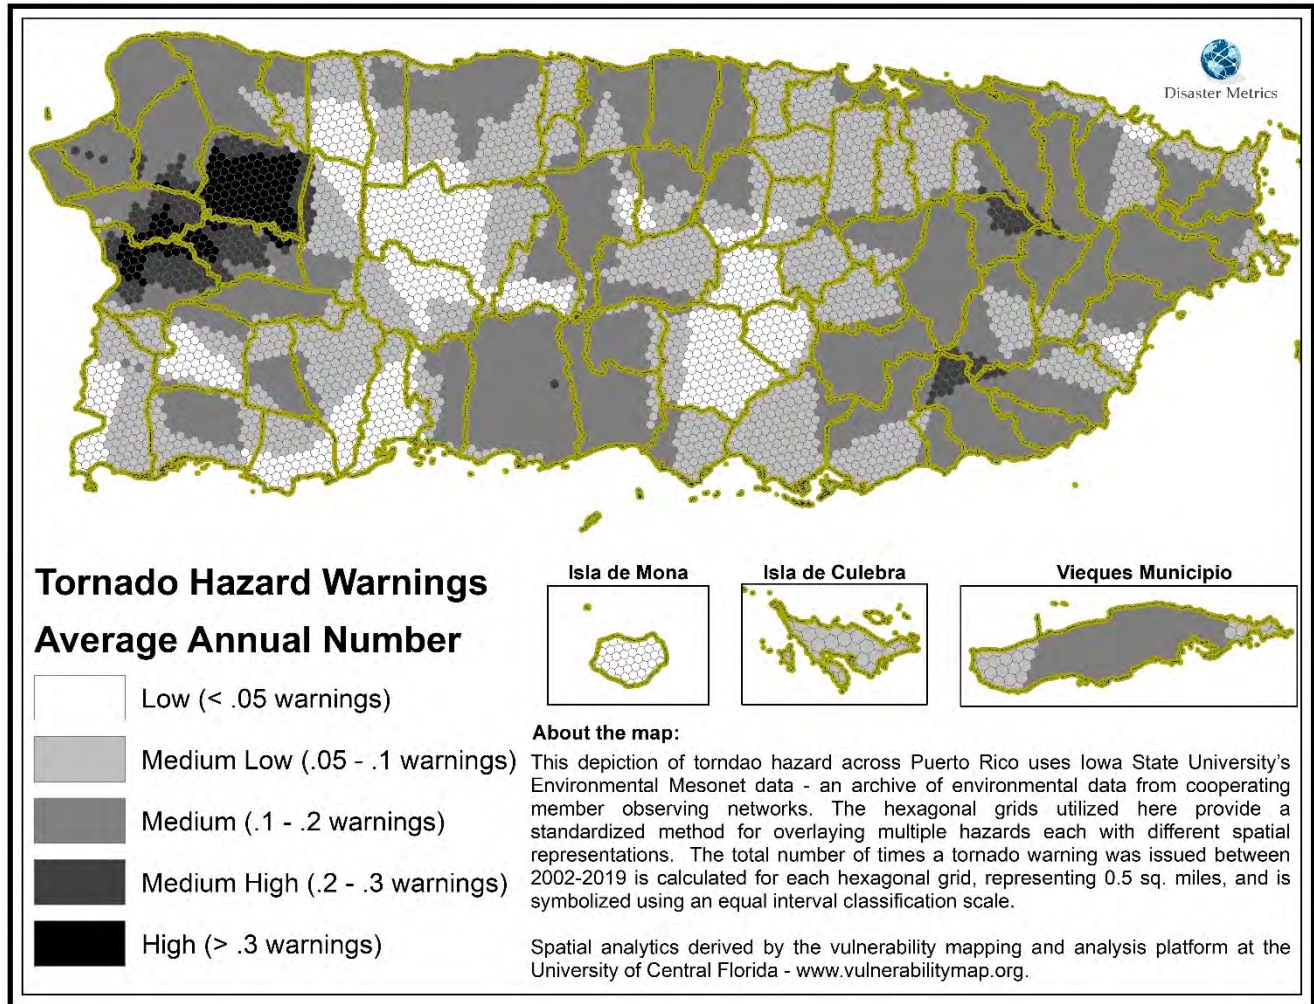 Disaster Metrics
Tornado Hazard Warnings
Average Annual Number
Low (< .05 warnings)
Medium Low (.05 - .1 warnings)
Medium (.1 - .2 warnings)
Medium High (.2 - .3 warnings)
High (> .3 warnings)
Isla de Mona
Isla de Culebra
Vieques Municipio
About the map:
This depiction of torndao hazard across Puerto Rico uses Iowa State University's
Environmental Mesonet data - an archive of environmental data from cooperating
member observing networks. The hexagonal grids utilized here provide a
standardized method for overlaying multiple hazards each with different spatial
representations. The total number of times a tornado warning was issued between
2002-2019 is calculated for each hexagonal grid, representing 0.5 sq. miles, and is
symbolized using an equal interval classification scale.
Spatial analytics derived by the vulnerability mapping and analysis platform at the
University of Central Florida - www.vulnerabilitymap.org.